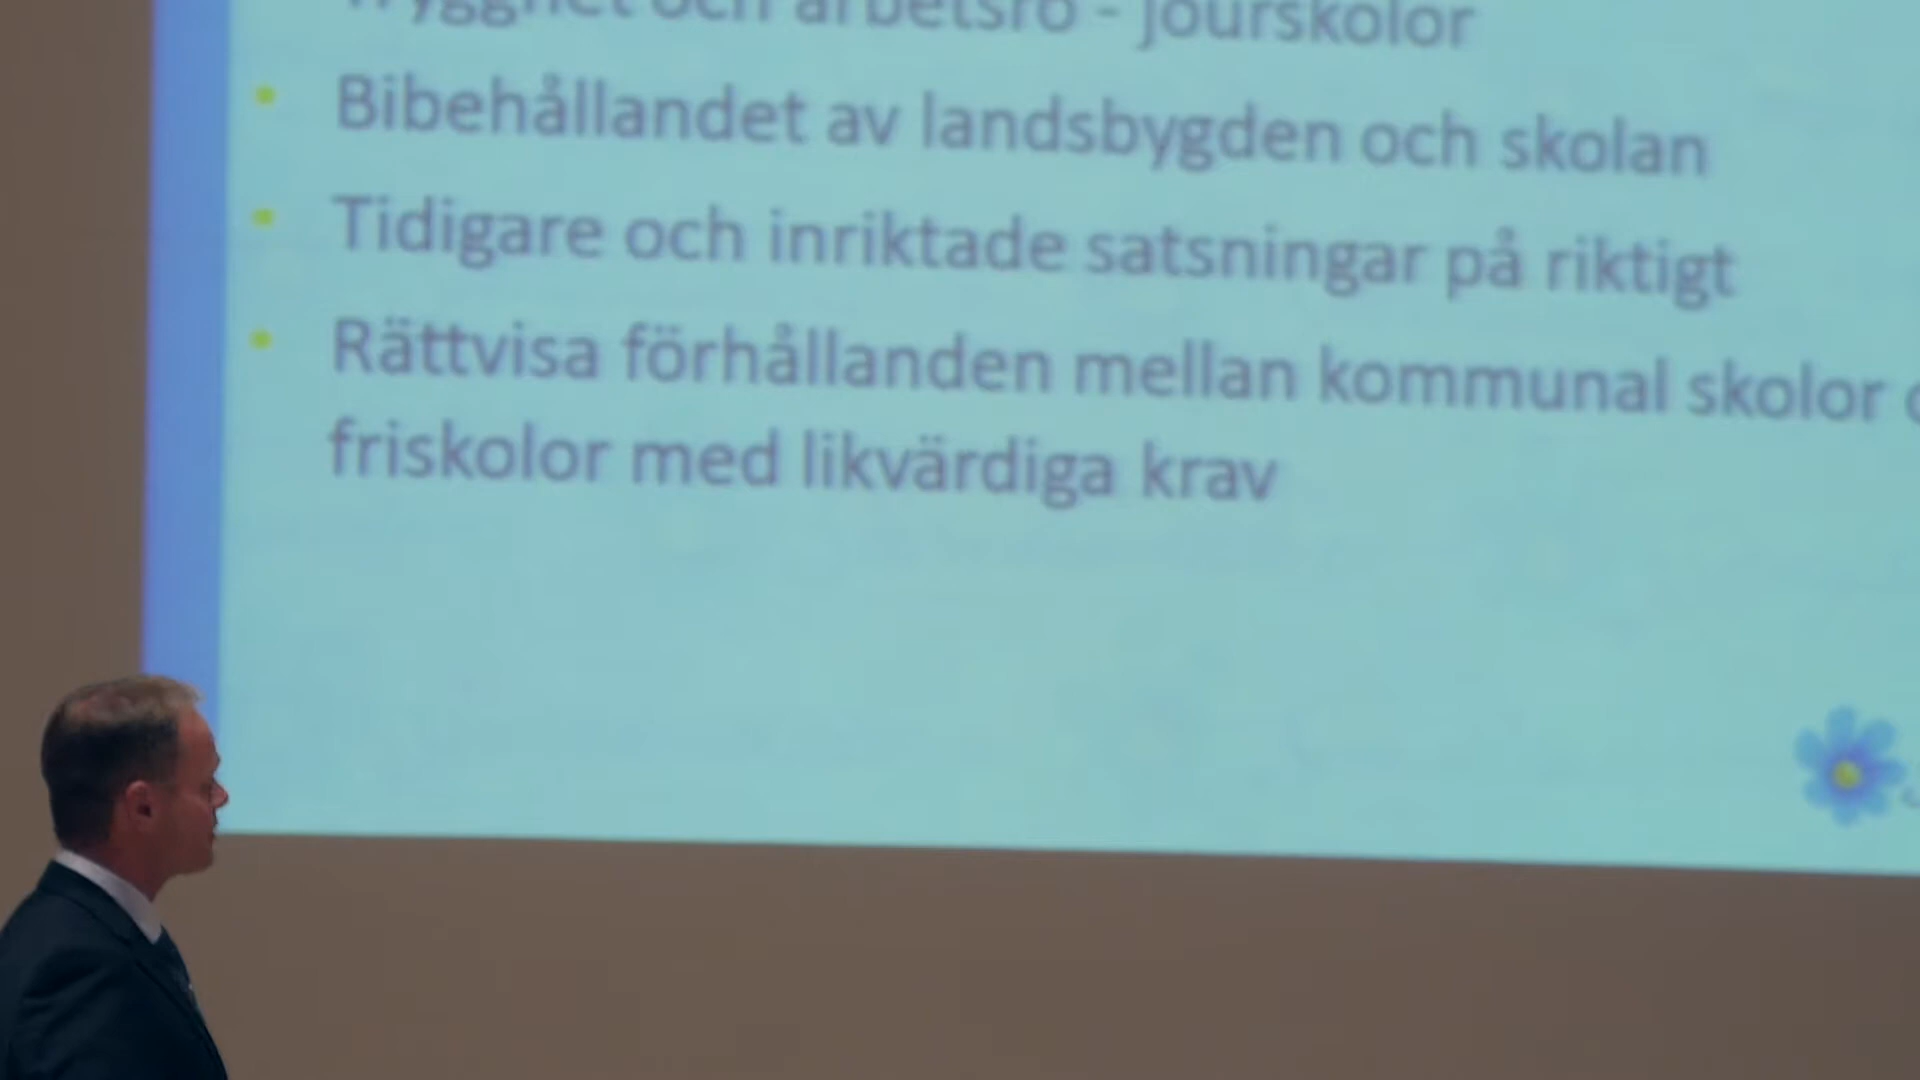 Trygghet och arbetsro - jourskolor
Bibehållandet av landsbygden och skolan
Tidigare och inriktade satsningar på riktigt
Rättvisa förhållanden mellan kommunal skolor
friskolor med likvärdiga krav